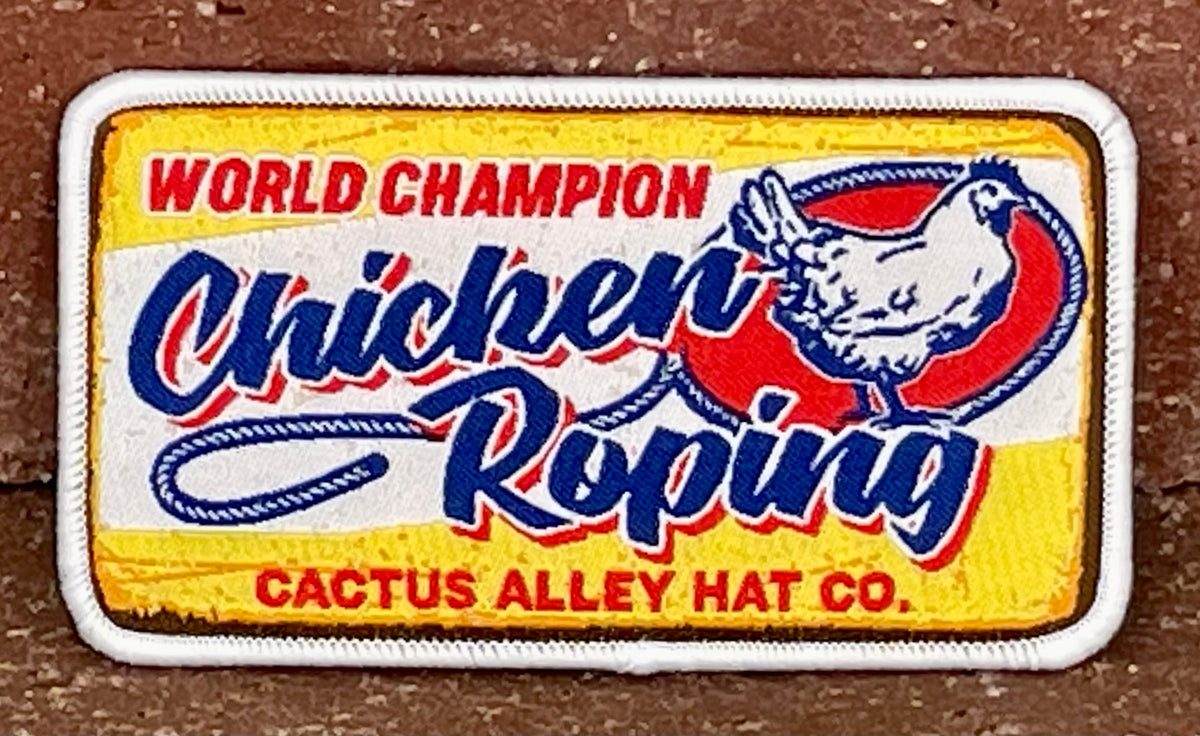 WORLD CHAMPION
Chicken
Roping
CACTUS ALLEY HAT CO.